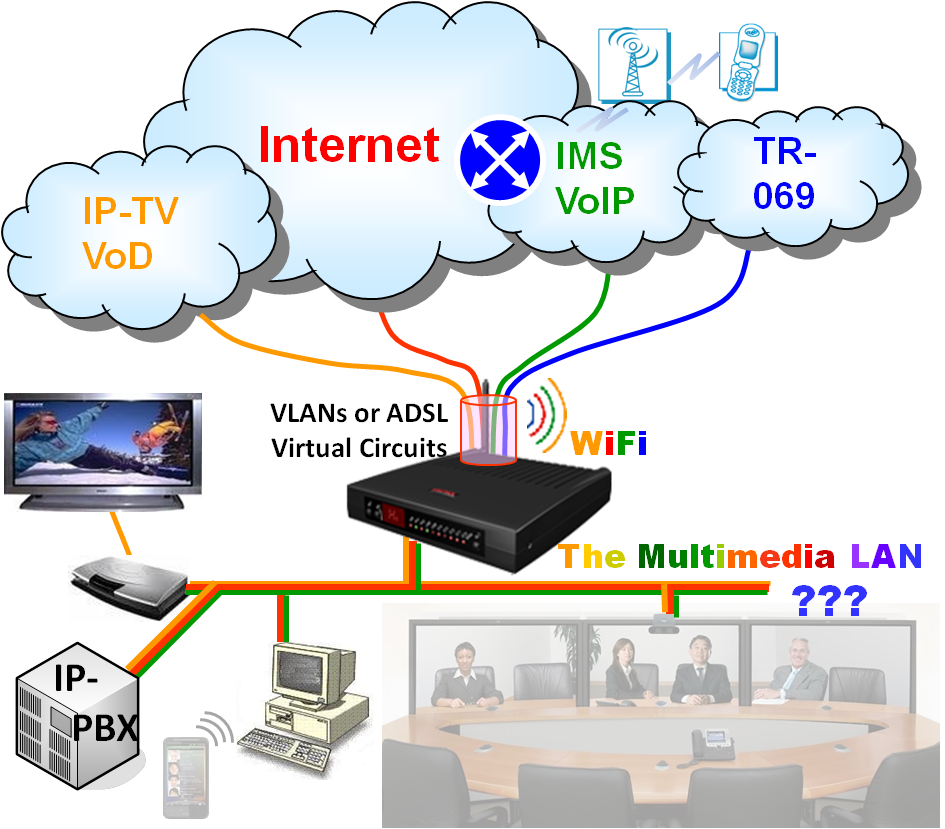 Internet
IMS
VoIP
TR-
069
IP-TV
VoD
VLANs or ADSL
Virtual Circuits
WiFi
The Multimedia LAN
???
IP-
PBX